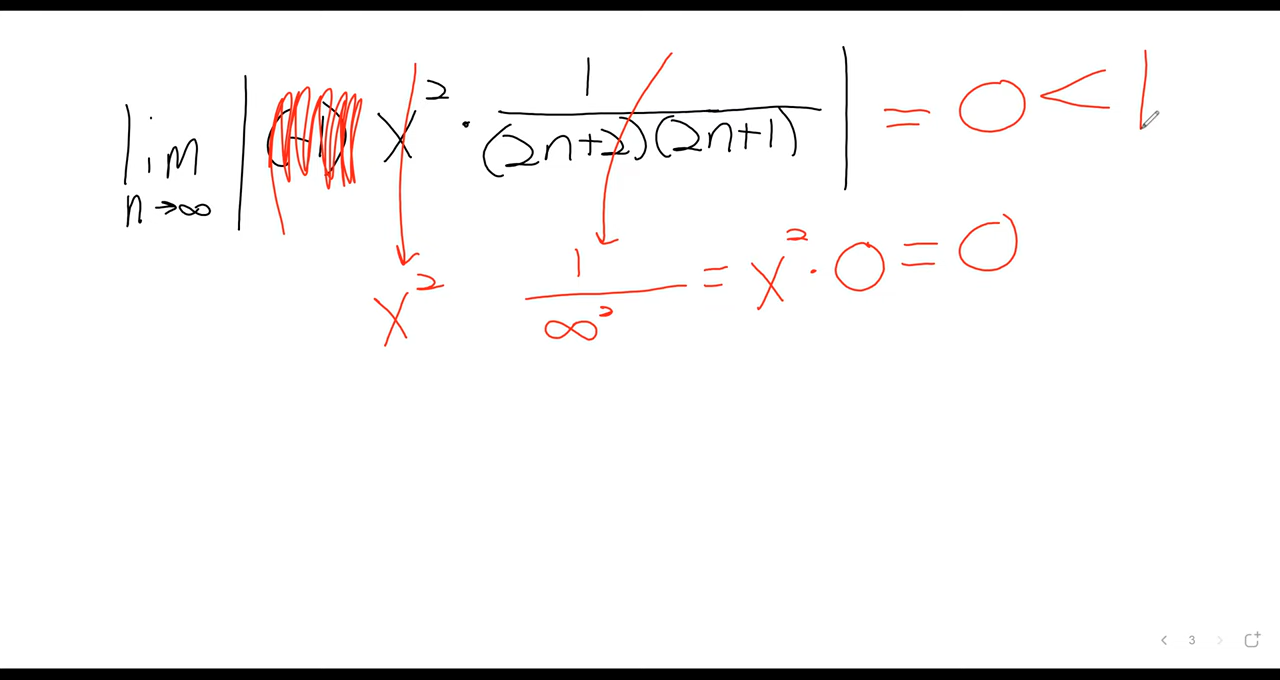 lim n→∞ | (-1) x² · 1/((2n+2)(2n+1)) | = 0 < 1
x² 1/∞² = x² · 0 = 0
3